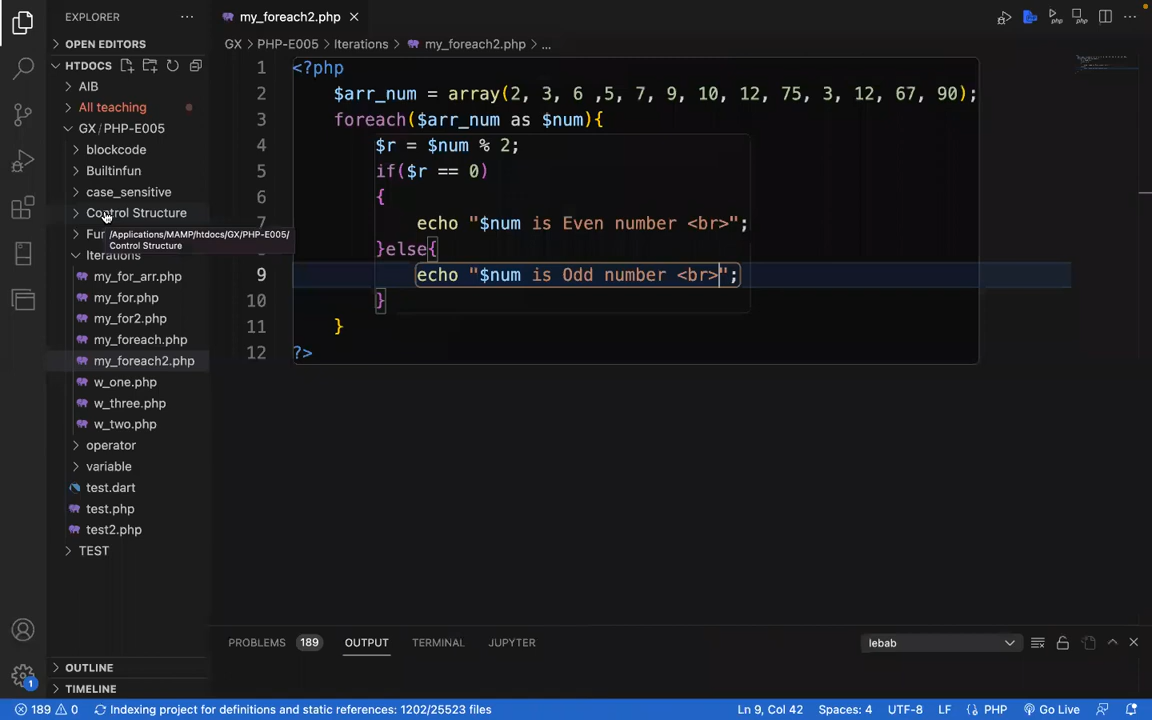 EXPLORER
my_foreach2.php
OPEN EDITORS
GX > PHP-E005 > Iterations > my_foreach2.php > ...
HTDOCS
AIB
All teaching
GX / PHP-E005
blockcode
Builtinfun
case_sensitive
Control Structure
Fur
/Applications/MAMP/htdocs/GX/PHP-E005/
Control Structure
Iterations
my_for_arr.php
my_for.php
my_for2.php
my_foreach.php
my_foreach2.php
w_one.php
w_three.php
w_two.php
operator
variable
test.dart
test.php
test2.php
TEST
OUTLINE
TIMELINE
1 <?php
2 $arr_num = array(2, 3, 6 ,5, 7, 9, 10, 12, 75, 3, 12, 67, 90);
3 foreach($arr_num as $num){
4 $r = $num % 2;
5 if($r == 0)
6 {
7 echo "$num is Even number <br>";
8 }else{
9 echo "$num is Odd number <br>";
10 }
11 }
12 ?>
PROBLEMS 189 OUTPUT TERMINAL JUPYTER lebab
1
189 0 Indexing project for definitions and static references: 1202/25523 files Ln 9, Col 42 Spaces: 4 UTF-8 LF {} PHP Go Live